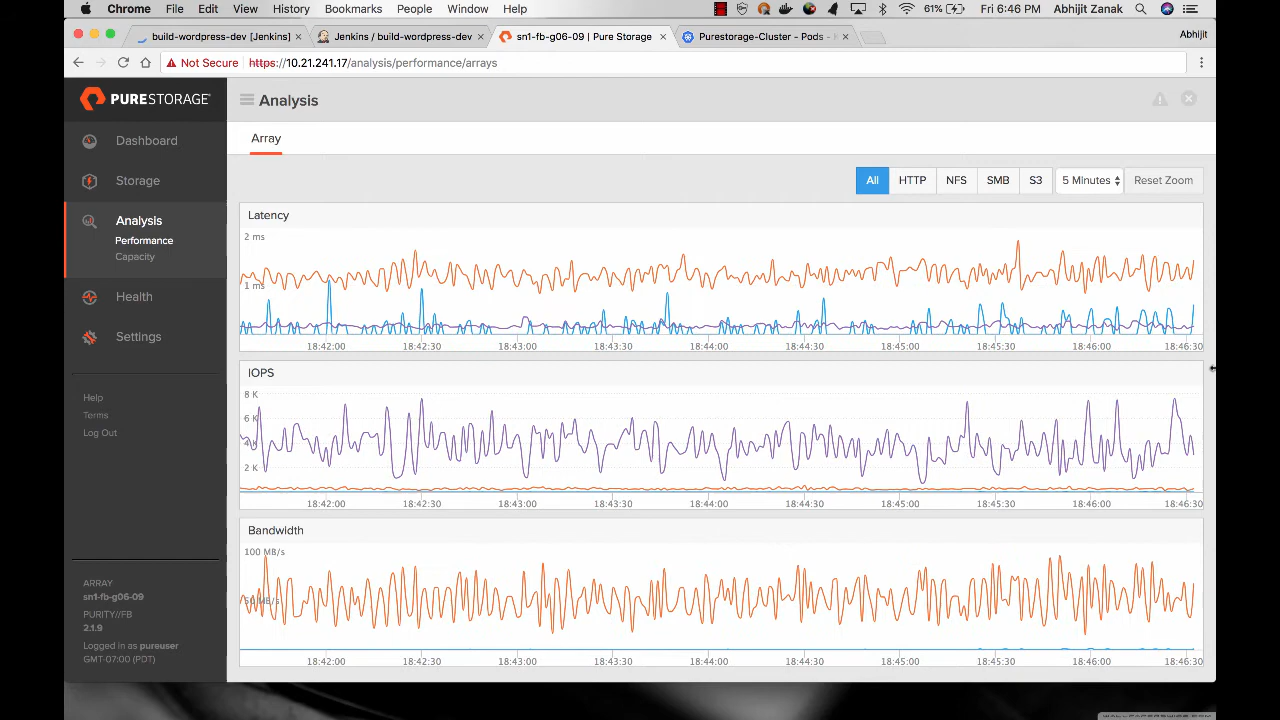 Chrome File Edit View History Bookmarks People Window Help 61% Fri 6:46 PM Abhijit Zanak
build-wordpress-dev [Jenkins] Jenkins / build-wordpress-dev sn1-fb-g06-09 | Pure Storage Purestorage-Cluster - Pods - Abhijit
Not Secure https://10.21.241.17/analysis/performance/arrays
PURESTORAGE
Analysis
Dashboard
Storage
Analysis
Performance
Capacity
Health
Settings
Help
Terms
Log Out
ARRAY
sn1-fb-g06-09
PURITY//FB
2.1.9
Logged in as pureuser
GMT-07:00 (PDT)
Array
All HTTP NFS SMB S3 5 Minutes Reset Zoom
Latency
2 ms
1 ms
18:42:00 18:42:30 18:43:00 18:43:30 18:44:00 18:44:30 18:45:00 18:45:30 18:46:00 18:46:30
IOPS
8 K
6 K
4 K
2 K
18:42:00 18:42:30 18:43:00 18:43:30 18:44:00 18:44:30 18:45:00 18:45:30 18:46:00 18:46:30
Bandwidth
100 MB/s
50 MB/s
18:42:00 18:42:30 18:43:00 18:43:30 18:44:00 18:44:30 18:45:00 18:45:30 18:46:00 18:46:30